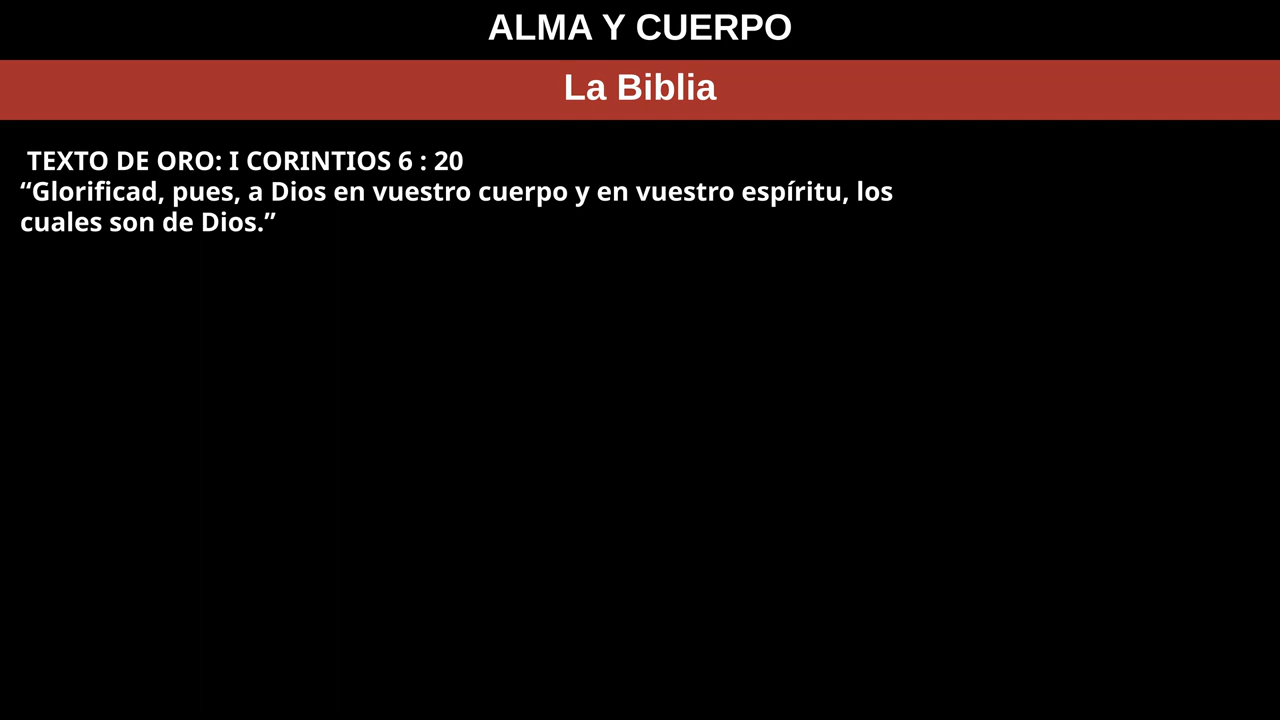 ALMA Y CUERPO
La Biblia
TEXTO DE ORO: I CORINTIOS 6 : 20
“Glorificad, pues, a Dios en vuestro cuerpo y en vuestro espíritu, los
cuales son de Dios.”